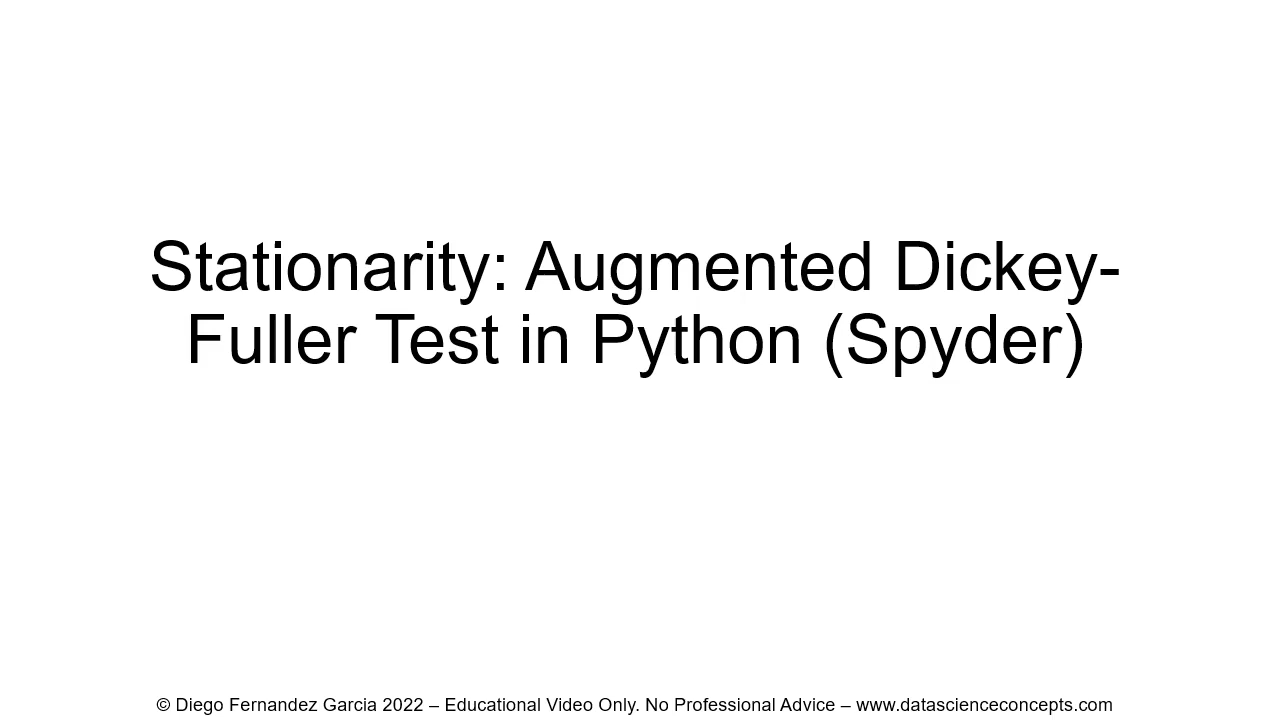 Stationarity: Augmented Dickey-
Fuller Test in Python (Spyder)
© Diego Fernandez Garcia 2022 – Educational Video Only. No Professional Advice – www.datascienceconcepts.com